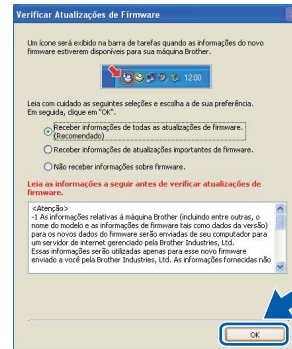 Verificar Atualizações de Firmware
Um ícone será exibido na barra de tarefas quando as informações do novo
firmware estiverem disponíveis para sua máquina Brother.
12:00
Leia com cuidado as seguintes seleções e escolha a de sua preferência.
Em seguida, clique em "OK".
Receber informações de todas as atualizações de firmware.
(Recomendado)
Receber informações de atualizações importantes de firmware.
Não receber informações sobre firmware.
Leia as informações a seguir antes de verificar atualizações de
firmware.
<Atenção>
-1 As informações relativas à máquina Brother (incluindo entre outras, o
nome do modelo e as informações de firmware tais como dados da versão)
para os novos dados do firmware serão enviadas de seu computador para
um servidor de internet gerenciado pela Brother Industries, Ltd.
Essas informações serão utilizadas apenas para esse novo firmware
enviado a você pela Brother Industries, Ltd. As informações fornecidas não
OK